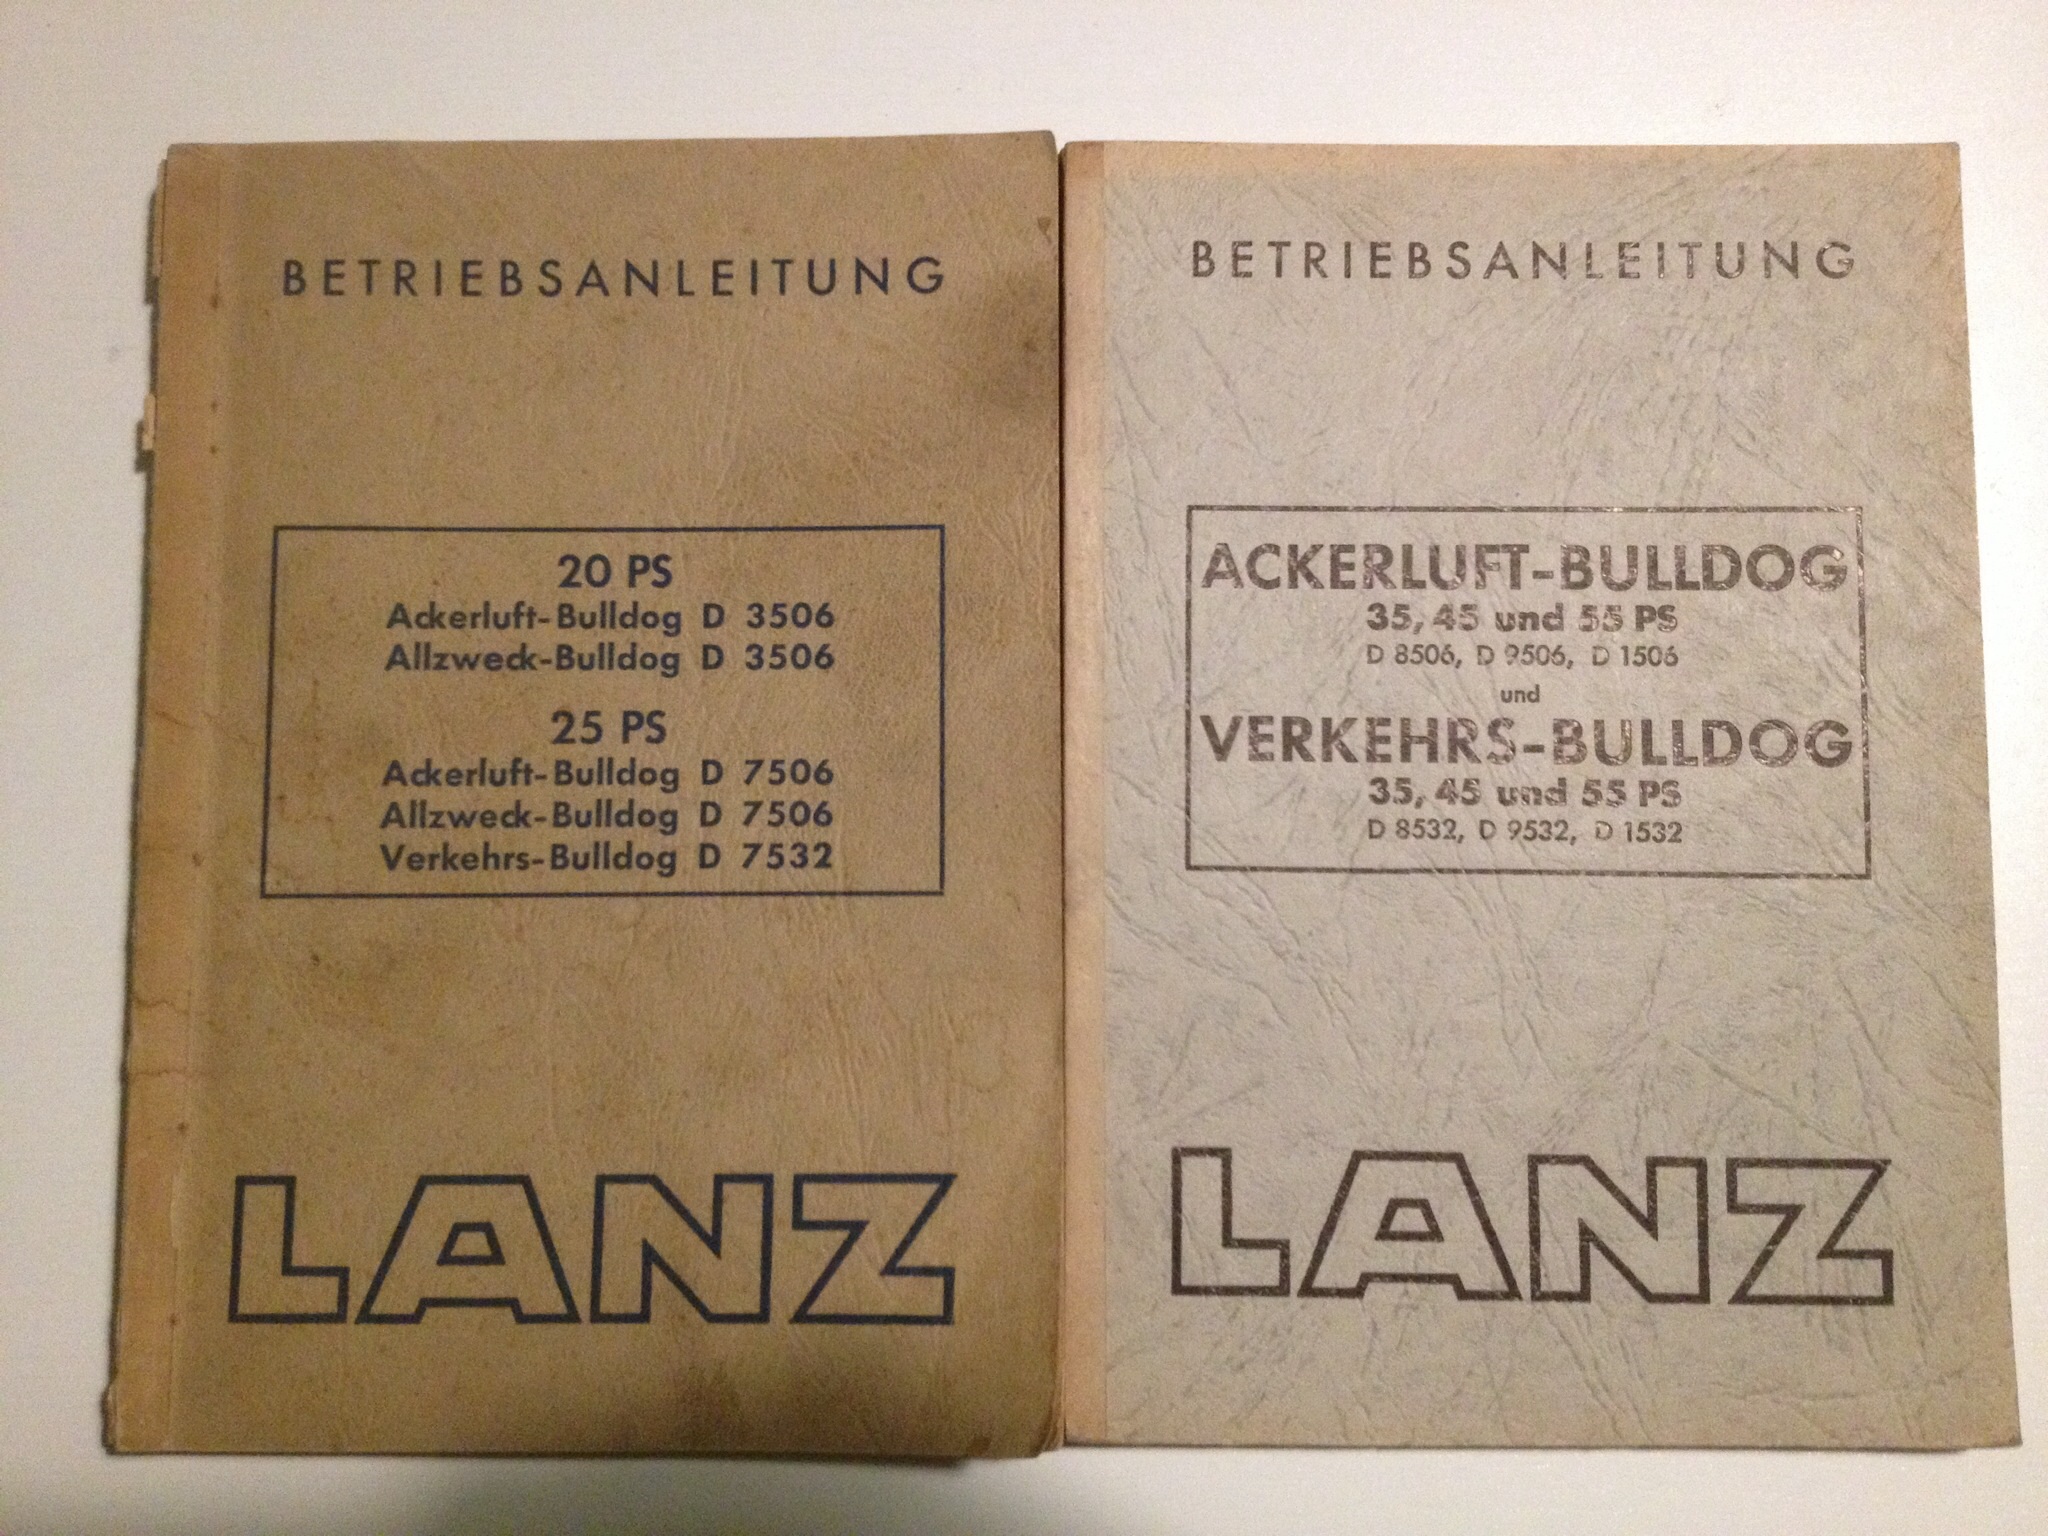 BETRIEBSANLEITUNG
20 PS
Ackerluft-Bulldog D 3506
Allzweck-Bulldog D 3506
25 PS
Ackerluft-Bulldog D 7506
Allzweck-Bulldog D 7506
Verkehrs-Bulldog D 7532
LANZ
BETRIEBSANLEITUNG
ACKERLUFT-BULLDOG
35, 45 und 55 PS
D 8506, D 9506, D 1506
und
VERKEHRS-BULLDOG
35, 45 und 55 PS
D 8532, D 9532, D 1532
LANZ